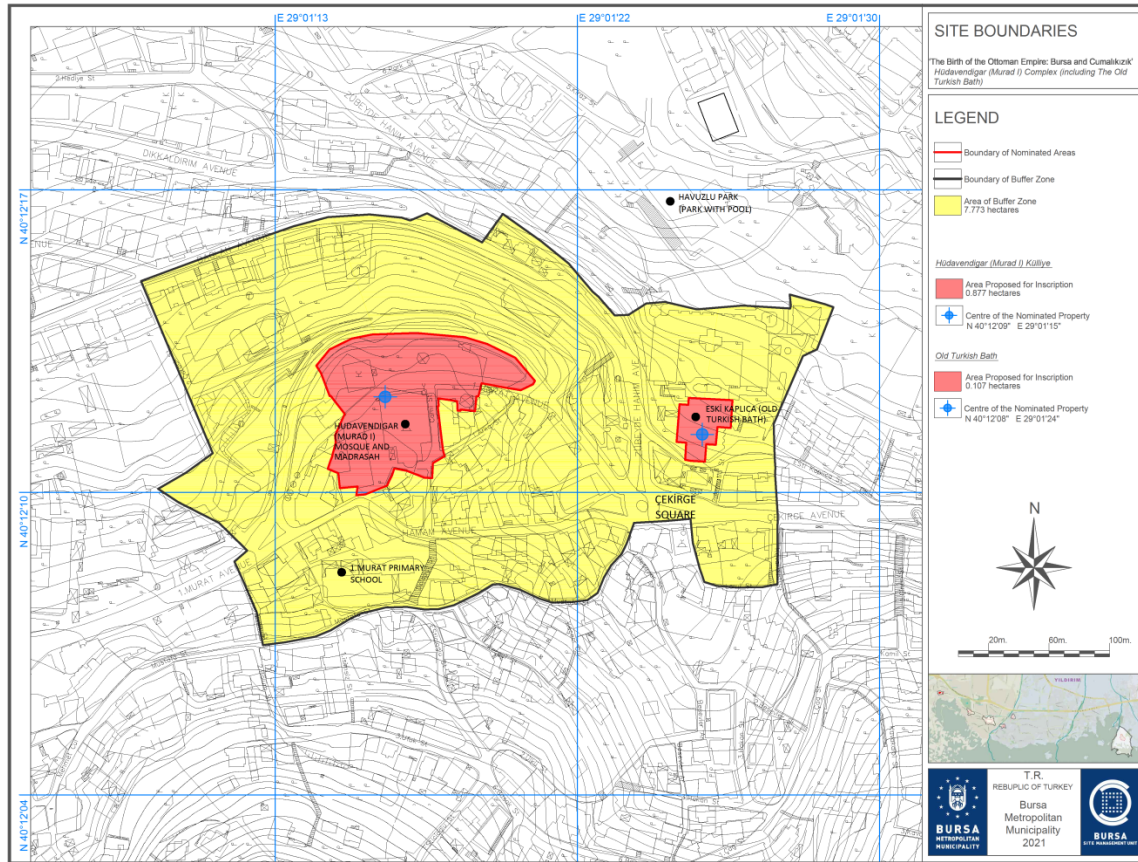 E 29°01'13
E 29°01'22
E 29°01'30
N 40°12'17
N 40°12'10
N 40°12'04
DIKKALDIRIM AVENUE
HAVUZLU PARK
(PARK WITH POOL)
HUDAVENDIGAR
(MURAD I)
MOSQUE AND
MADRASAH
ESKİ KAPLICA (OLD
TURKISH BATH)
ÇEKİRGE
SQUARE
ÇEKİRGE AVENUE
HAMAM AVENUE
1.MURAT AVENUE
1.MURAT PRIMARY
SCHOOL
SITE BOUNDARIES
'The Birth of the Ottoman Empire: Bursa and Cumalıkızık'
Hüdavendigar (Murad I) Complex (including The Old
Turkish Bath)
LEGEND
Boundary of Nominated Areas
Boundary of Buffer Zone
Area of Buffer Zone
7.773 hectares
Hüdavendigar (Murad I) Külliye
Area Proposed for Inscription
0.877 hectares
Centre of the Nominated Property
N 40°12'09" E 29°01'15"
Old Turkish Bath
Area Proposed for Inscription
0.107 hectares
Centre of the Nominated Property
N 40°12'08" E 29°01'24"
N
20m. 60m. 100m.
YILDIRIM
BURSA
METROPOLITAN
MUNICIPALITY
T.R.
REBUPLIC OF TURKEY
Bursa
Metropolitan
Municipality
2021
BURSA
SITE MANAGEMENT UNIT